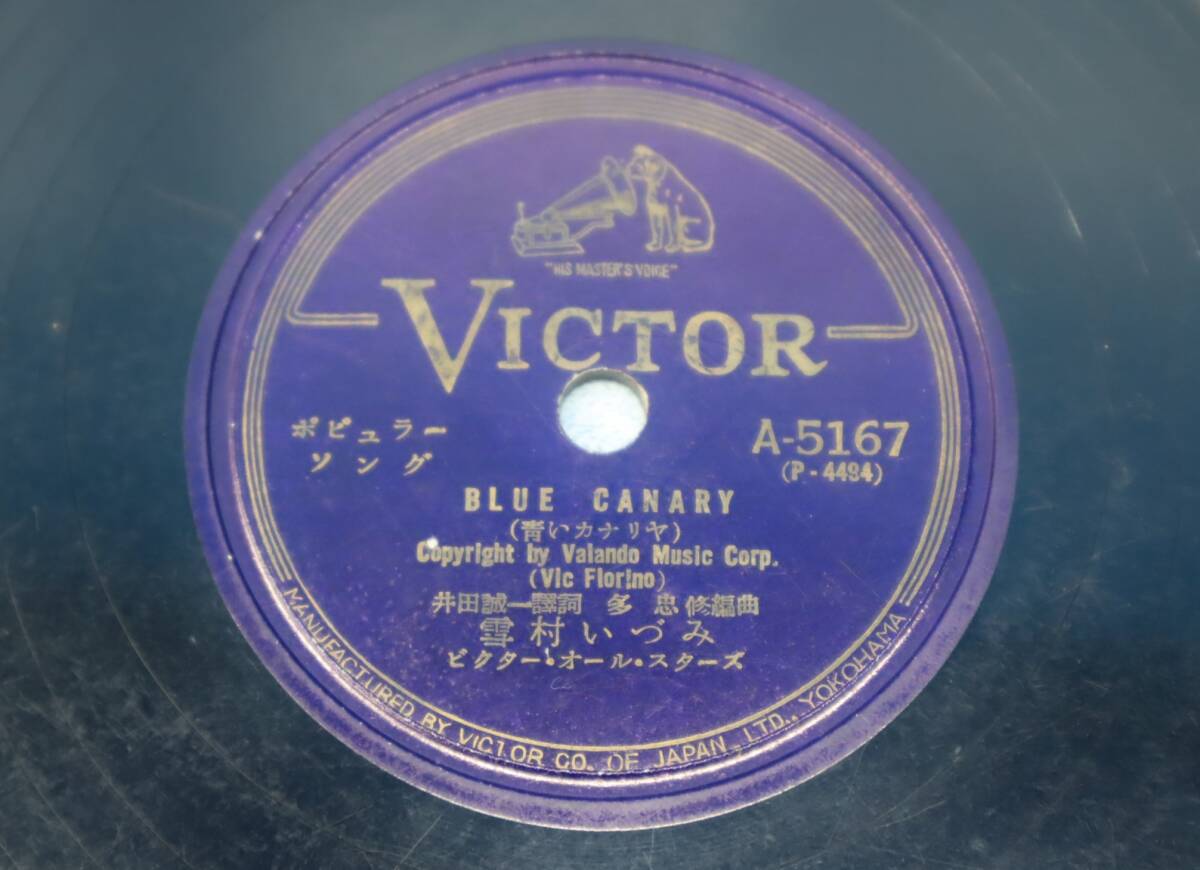 "HIS MASTER'S VOICE"
VICTOR
ポピュラー
ソング
A-5167
(P-4494)
BLUE CANARY
(青いカナリヤ)
Copyright by Valando Music Corp.
(Vic Florino)
井田誠一譯詞 多 忠修編曲
雪村いづみ
ビクター・オール・スターズ
MANUFACTURED BY VICTOR CO. OF JAPAN, LTD., YOKOHAMA